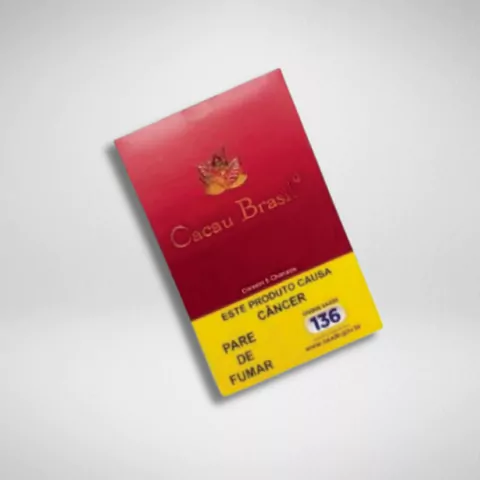 Cacau Brasil
ESTE PRODUTO CAUSA
CÂNCER
PARE
DE
FUMAR
136